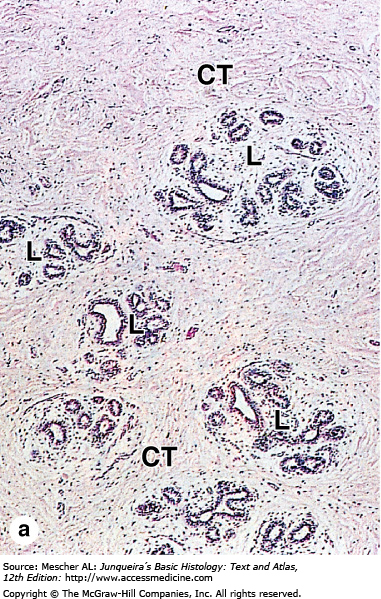 CT
L
L
L
L
CT
a
Source: Mescher AL: Junqueira´s Basic Histology: Text and Atlas,
12th Edition: http://www.accessmedicine.com
Copyright © The McGraw-Hill Companies, Inc. All rights reserved.